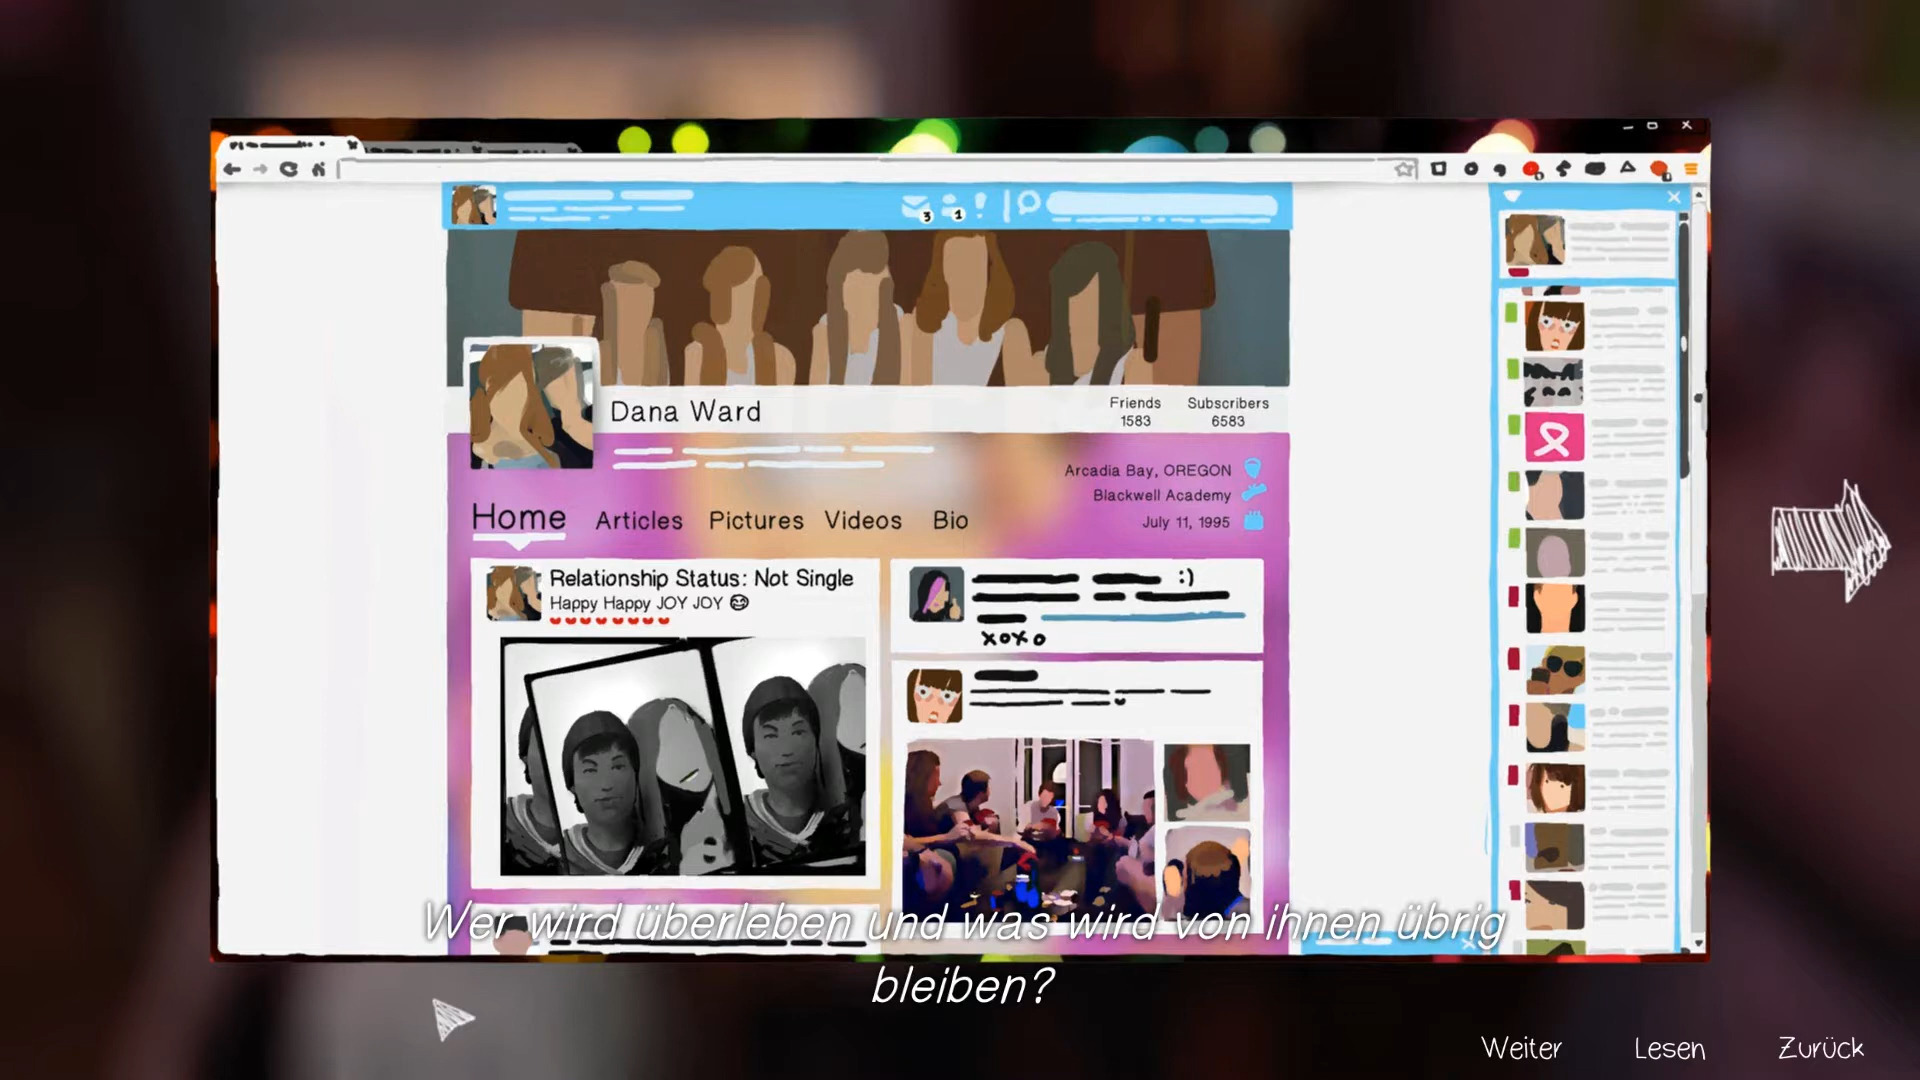 3
1
Dana Ward
Friends
1583
Subscribers
6583
Arcadia Bay, OREGON
Blackwell Academy
July 11, 1995
Home Articles Pictures Videos Bio
Relationship Status: Not Single
Happy Happy JOY JOY 😊
:)
xoxo
Wer wird überleben und was wird von ihnen übrig
bleiben?
Weiter Lesen Zurück